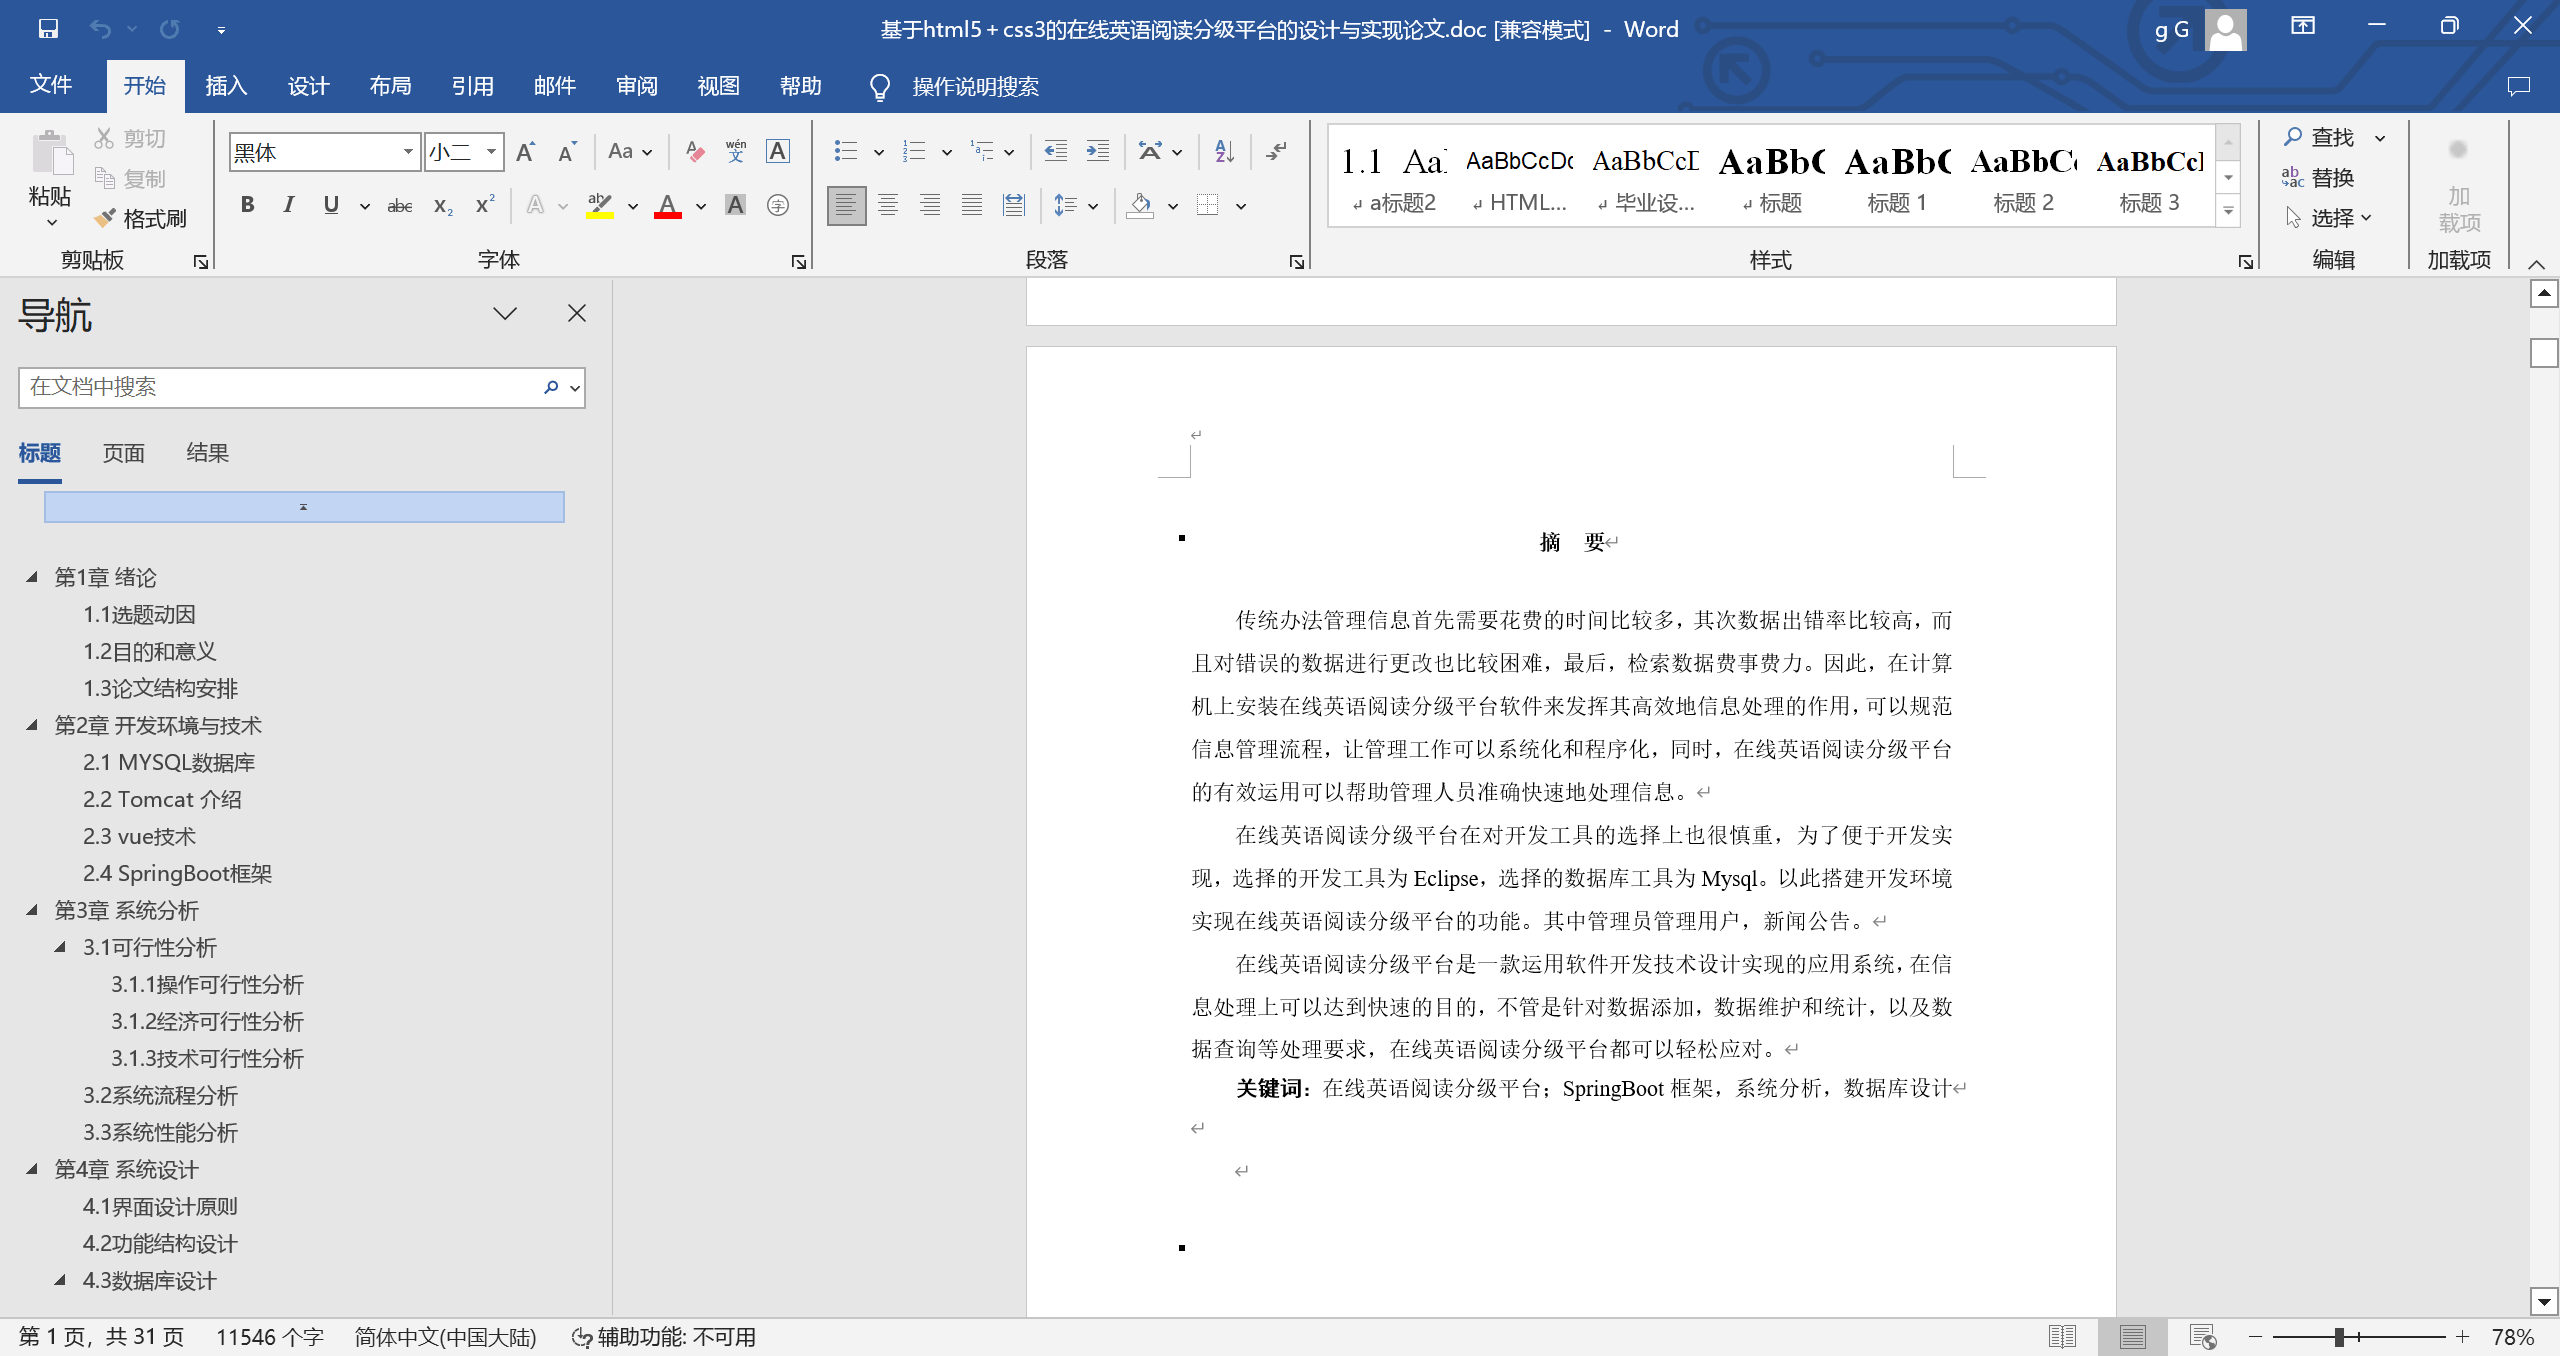 基于html5+css3的在线英语阅读分级平台的设计与实现论文.doc [兼容模式] - Word
g G
文件 开始 插入 设计 布局 引用 邮件 审阅 视图 帮助 操作说明搜索
粘贴
剪切
复制
格式刷
剪贴板
黑体 小二
字体
段落
1.1 Aa AaBbCcDc AaBbCcD AaBbC AaBbC AaBbC AaBbCcI
a标题2 HTML... 毕业设... 标题 标题 1 标题 2 标题 3
样式
查找
替换
选择
编辑
加载项
加载项
导航
在文档中搜索
标题 页面 结果
第1章 绪论
1.1选题动因
1.2目的和意义
1.3论文结构安排
第2章 开发环境与技术
2.1 MYSQL数据库
2.2 Tomcat 介绍
2.3 vue技术
2.4 SpringBoot框架
第3章 系统分析
3.1可行性分析
3.1.1操作可行性分析
3.1.2经济可行性分析
3.1.3技术可行性分析
3.2系统流程分析
3.3系统性能分析
第4章 系统设计
4.1界面设计原则
4.2功能结构设计
4.3数据库设计
摘 要
传统办法管理信息首先需要花费的时间比较多，其次数据出错率比较高，而
且对错误的数据进行更改也比较困难，最后，检索数据费事费力。因此，在计算
机上安装在线英语阅读分级平台软件来发挥其高效地信息处理的作用，可以规范
信息管理流程，让管理工作可以系统化和程序化，同时，在线英语阅读分级平台
的有效运用可以帮助管理人员准确快速地处理信息。
在线英语阅读分级平台在对开发工具的选择上也很慎重，为了便于开发实
现，选择的开发工具为 Eclipse，选择的数据库工具为 Mysql。以此搭建开发环境
实现在线英语阅读分级平台的功能。其中管理员管理用户，新闻公告。
在线英语阅读分级平台是一款运用软件开发技术设计实现的应用系统，在信
息处理上可以达到快速的目的，不管是针对数据添加，数据维护和统计，以及数
据查询等处理要求，在线英语阅读分级平台都可以轻松应对。
关键词：在线英语阅读分级平台；SpringBoot 框架，系统分析，数据库设计
第 1 页，共 31 页 11546 个字 简体中文(中国大陆) 辅助功能: 不可用 78%